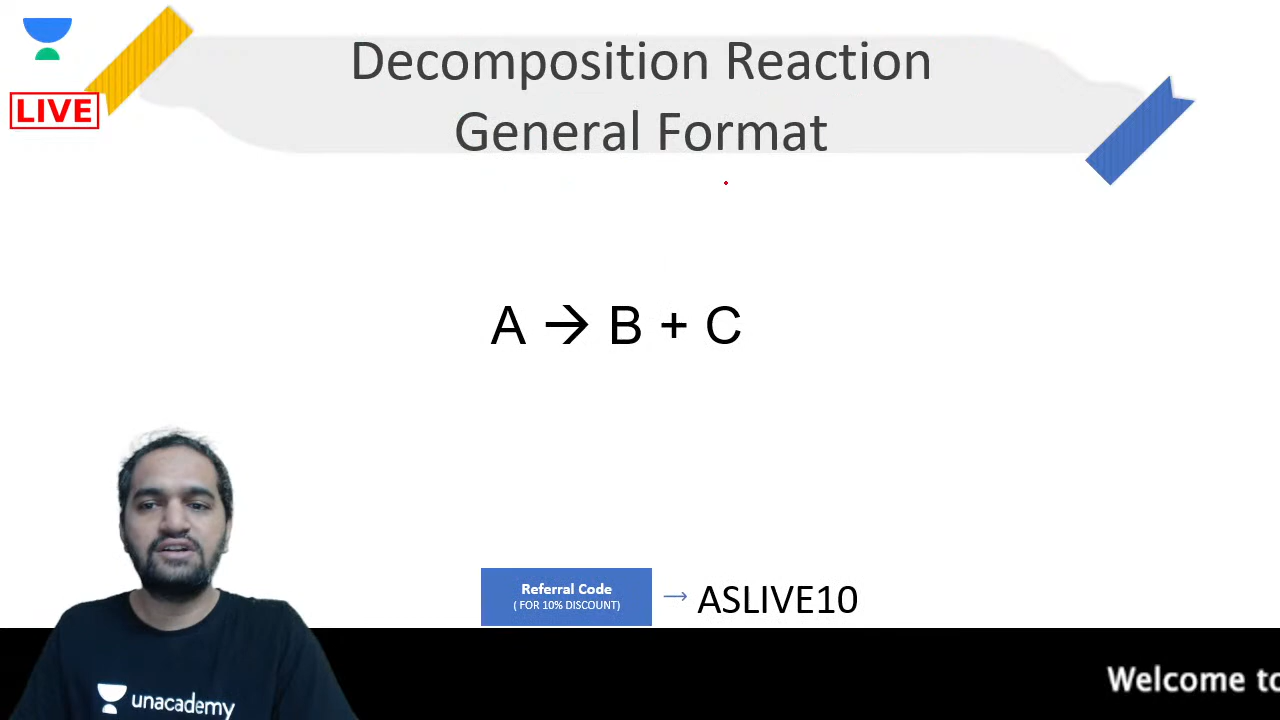 LIVE
Decomposition Reaction
General Format
A → B + C
Referral Code
( FOR 10% DISCOUNT)
→ ASLIVE10
Welcome to
unacademy